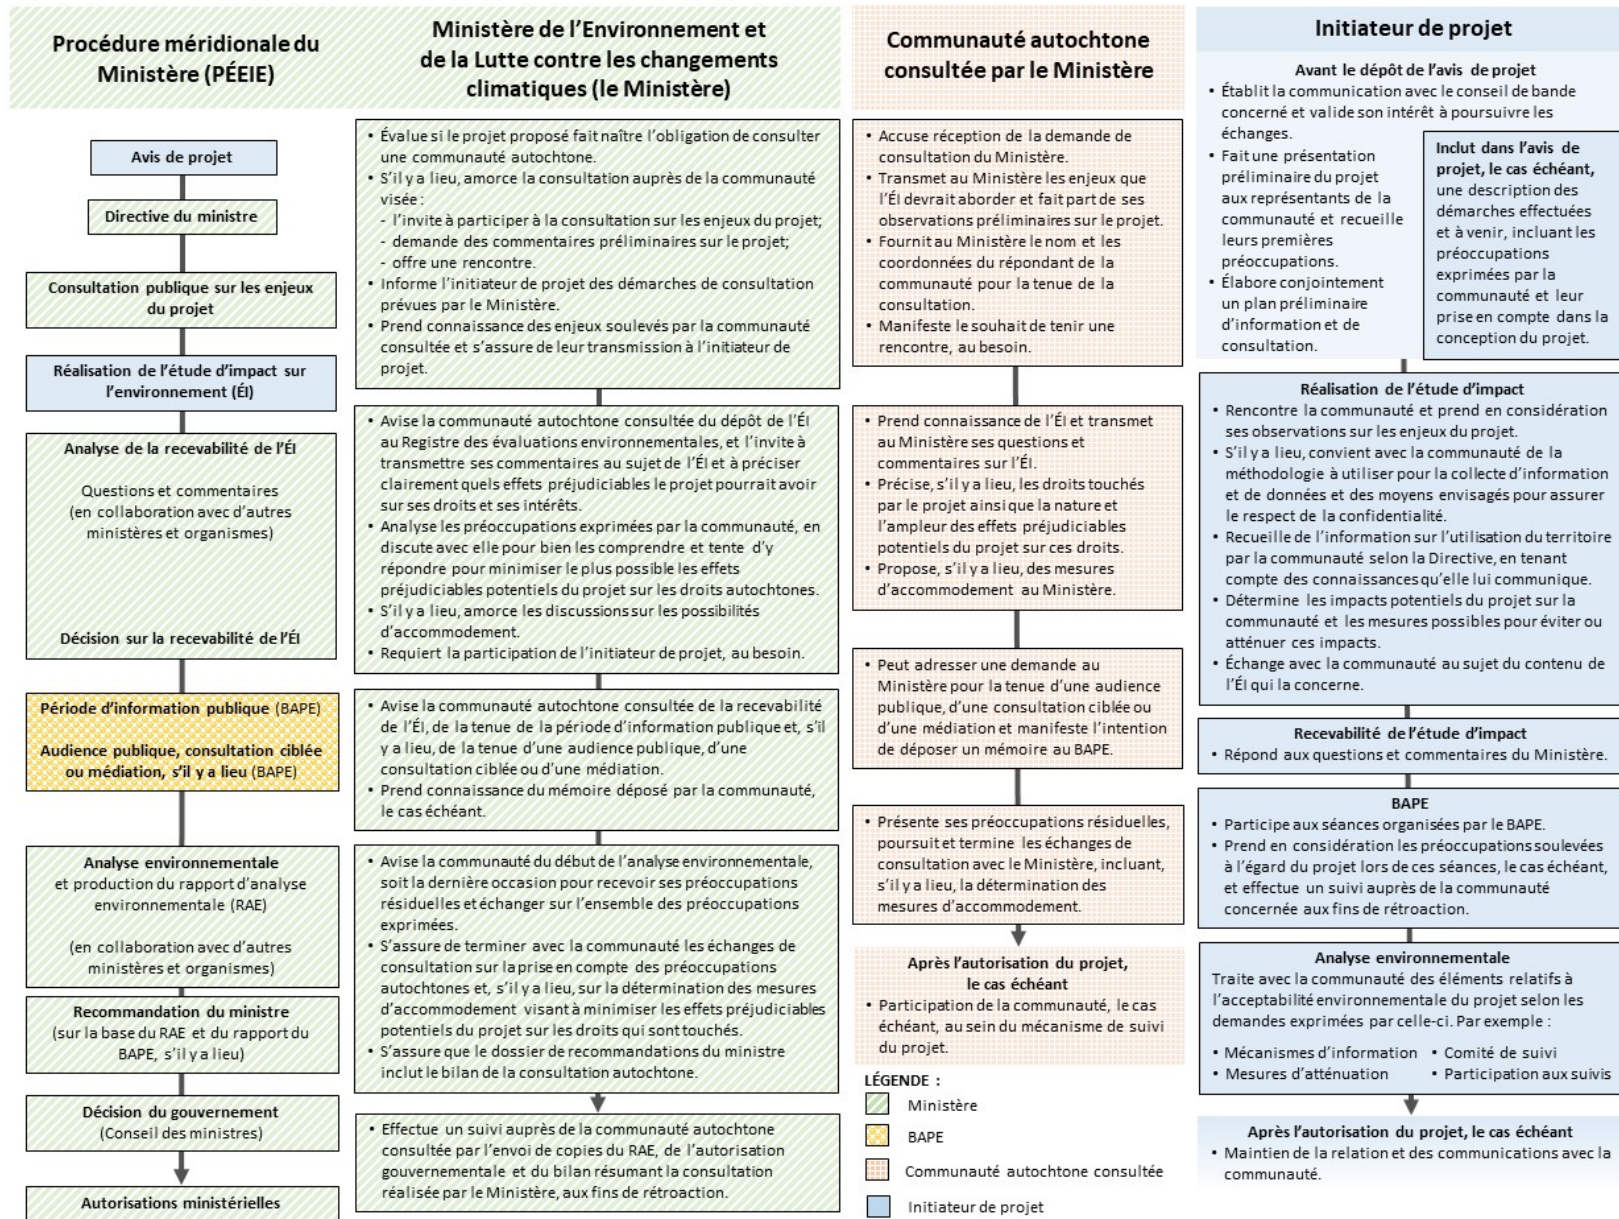 Procédure méridionale du
Ministère (PÉEIE)
Avis de projet
Directive du ministre
Consultation publique sur les enjeux
du projet
Réalisation de l’étude d’impact sur
l’environnement (ÉI)
Analyse de la recevabilité de l’ÉI
Questions et commentaires
(en collaboration avec d’autres
ministères et organismes)
Décision sur la recevabilité de l’ÉI
Période d’information publique (BAPE)
Audience publique, consultation ciblée
ou médiation, s’il y a lieu (BAPE)
Analyse environnementale
et production du rapport d’analyse
environnementale (RAE)
(en collaboration avec d’autres
ministères et organismes)
Recommandation du ministre
(sur la base du RAE et du rapport du
BAPE, s’il y a lieu)
Décision du gouvernement
(Conseil des ministres)
Autorisations ministérielles
Ministère de l’Environnement et
de la Lutte contre les changements
climatiques (le Ministère)
• Évalue si le projet proposé fait naître l’obligation de consulter
une communauté autochtone.
• S’il y a lieu, amorce la consultation auprès de la communauté
visée :
- l’invite à participer à la consultation sur les enjeux du projet;
- demande des commentaires préliminaires sur le projet;
- offre une rencontre.
• Informe l’initiateur de projet des démarches de consultation
prévues par le Ministère.
• Prend connaissance des enjeux soulevés par la communauté
consultée et s’assure de leur transmission à l’initiateur de
projet.
• Avise la communauté autochtone consultée du dépôt de l’ÉI
au Registre des évaluations environnementales, et l’invite à
transmettre ses commentaires au sujet de l’ÉI et à préciser
clairement quels effets préjudiciables le projet pourrait avoir
sur ses droits et ses intérêts.
• Analyse les préoccupations exprimées par la communauté, en
discute avec elle pour bien les comprendre et tente d’y
répondre pour minimiser le plus possible les effets
préjudiciables potentiels du projet sur les droits autochtones.
• S’il y a lieu, amorce les discussions sur les possibilités
d’accommodement.
• Requiert la participation de l’initiateur de projet, au besoin.
• Avise la communauté autochtone consultée de la recevabilité
de l’ÉI, de la tenue de la période d’information publique et, s’il
y a lieu, de la tenue d’une audience publique, d’une
consultation ciblée ou d’une médiation.
• Prend connaissance du mémoire déposé par la communauté,
le cas échéant.
• Avise la communauté du début de l’analyse environnementale,
soit la dernière occasion pour recevoir ses préoccupations
résiduelles et échanger sur l’ensemble des préoccupations
exprimées.
• S’assure de terminer avec la communauté les échanges de
consultation sur la prise en compte des préoccupations
autochtones et, s’il y a lieu, sur la détermination des mesures
d’accommodement visant à minimiser les effets préjudiciables
potentiels du projet sur les droits qui sont touchés.
• S’assure que le dossier de recommandations du ministre
inclut le bilan de la consultation autochtone.
• Effectue un suivi auprès de la communauté autochtone
consultée par l’envoi de copies du RAE, de l’autorisation
gouvernementale et du bilan résumant la consultation
réalisée par le Ministère, aux fins de rétroaction.
Communauté autochtone
consultée par le Ministère
• Accuse réception de la demande de
consultation du Ministère.
• Transmet au Ministère les enjeux que
l’ÉI devrait aborder et fait part de ses
observations préliminaires sur le projet.
• Fournit au Ministère le nom et les
coordonnées du répondant de la
communauté pour la tenue de la
consultation.
• Manifeste le souhait de tenir une
rencontre, au besoin.
• Prend connaissance de l’ÉI et transmet
au Ministère ses questions et
commentaires sur l’ÉI.
• Précise, s’il y a lieu, les droits touchés
par le projet ainsi que la nature et
l’ampleur des effets préjudiciables
potentiels du projet sur ces droits.
• Propose, s’il y a lieu, des mesures
d’accommodement au Ministère.
• Peut adresser une demande au
Ministère pour la tenue d’une audience
publique, d’une consultation ciblée ou
d’une médiation et manifeste l’intention
de déposer un mémoire au BAPE.
• Présente ses préoccupations résiduelles,
poursuit et termine les échanges de
consultation avec le Ministère, incluant,
s’il y a lieu, la détermination des
mesures d’accommodement.
Après l’autorisation du projet,
le cas échéant
• Participation de la communauté, le cas
échéant, au sein du mécanisme de suivi
du projet.
LÉGENDE :
Ministère
BAPE
Communauté autochtone consultée
Initiateur de projet
Initiateur de projet
Avant le dépôt de l’avis de projet
• Établit la communication avec le conseil de bande
concerné et valide son intérêt à poursuivre les
échanges.
• Fait une présentation
préliminaire du projet
aux représentants de la
communauté et recueille
leurs premières
préoccupations.
• Élabore conjointement
un plan préliminaire
d’information et de
consultation.
Inclut dans l’avis de
projet, le cas échéant,
une description des
démarches effectuées
et à venir, incluant les
préoccupations
exprimées par la
communauté et leur
prise en compte dans la
conception du projet.
Réalisation de l’étude d’impact
• Rencontre la communauté et prend en considération
ses observations sur les enjeux du projet.
• S’il y a lieu, convient avec la communauté de la
méthodologie à utiliser pour la collecte d’information
et de données et des moyens envisagés pour assurer
le respect de la confidentialité.
• Recueille de l’information sur l’utilisation du territoire
par la communauté selon la Directive, en tenant
compte des connaissances qu’elle lui communique.
• Détermine les impacts potentiels du projet sur la
communauté et les mesures possibles pour éviter ou
atténuer ces impacts.
• Échange avec la communauté au sujet du contenu de
l’ÉI qui la concerne.
Recevabilité de l’étude d’impact
• Répond aux questions et commentaires du Ministère.
BAPE
• Participe aux séances organisées par le BAPE.
• Prend en considération les préoccupations soulevées
à l’égard du projet lors de ces séances, le cas échéant,
et effectue un suivi auprès de la communauté
concernée aux fins de rétroaction.
Analyse environnementale
Traite avec la communauté des éléments relatifs à
l’acceptabilité environnementale du projet selon les
demandes exprimées par celle-ci. Par exemple :
• Mécanismes d’information • Comité de suivi
• Mesures d’atténuation • Participation aux suivis
Après l’autorisation du projet, le cas échéant
• Maintien de la relation et des communications avec la
communauté.